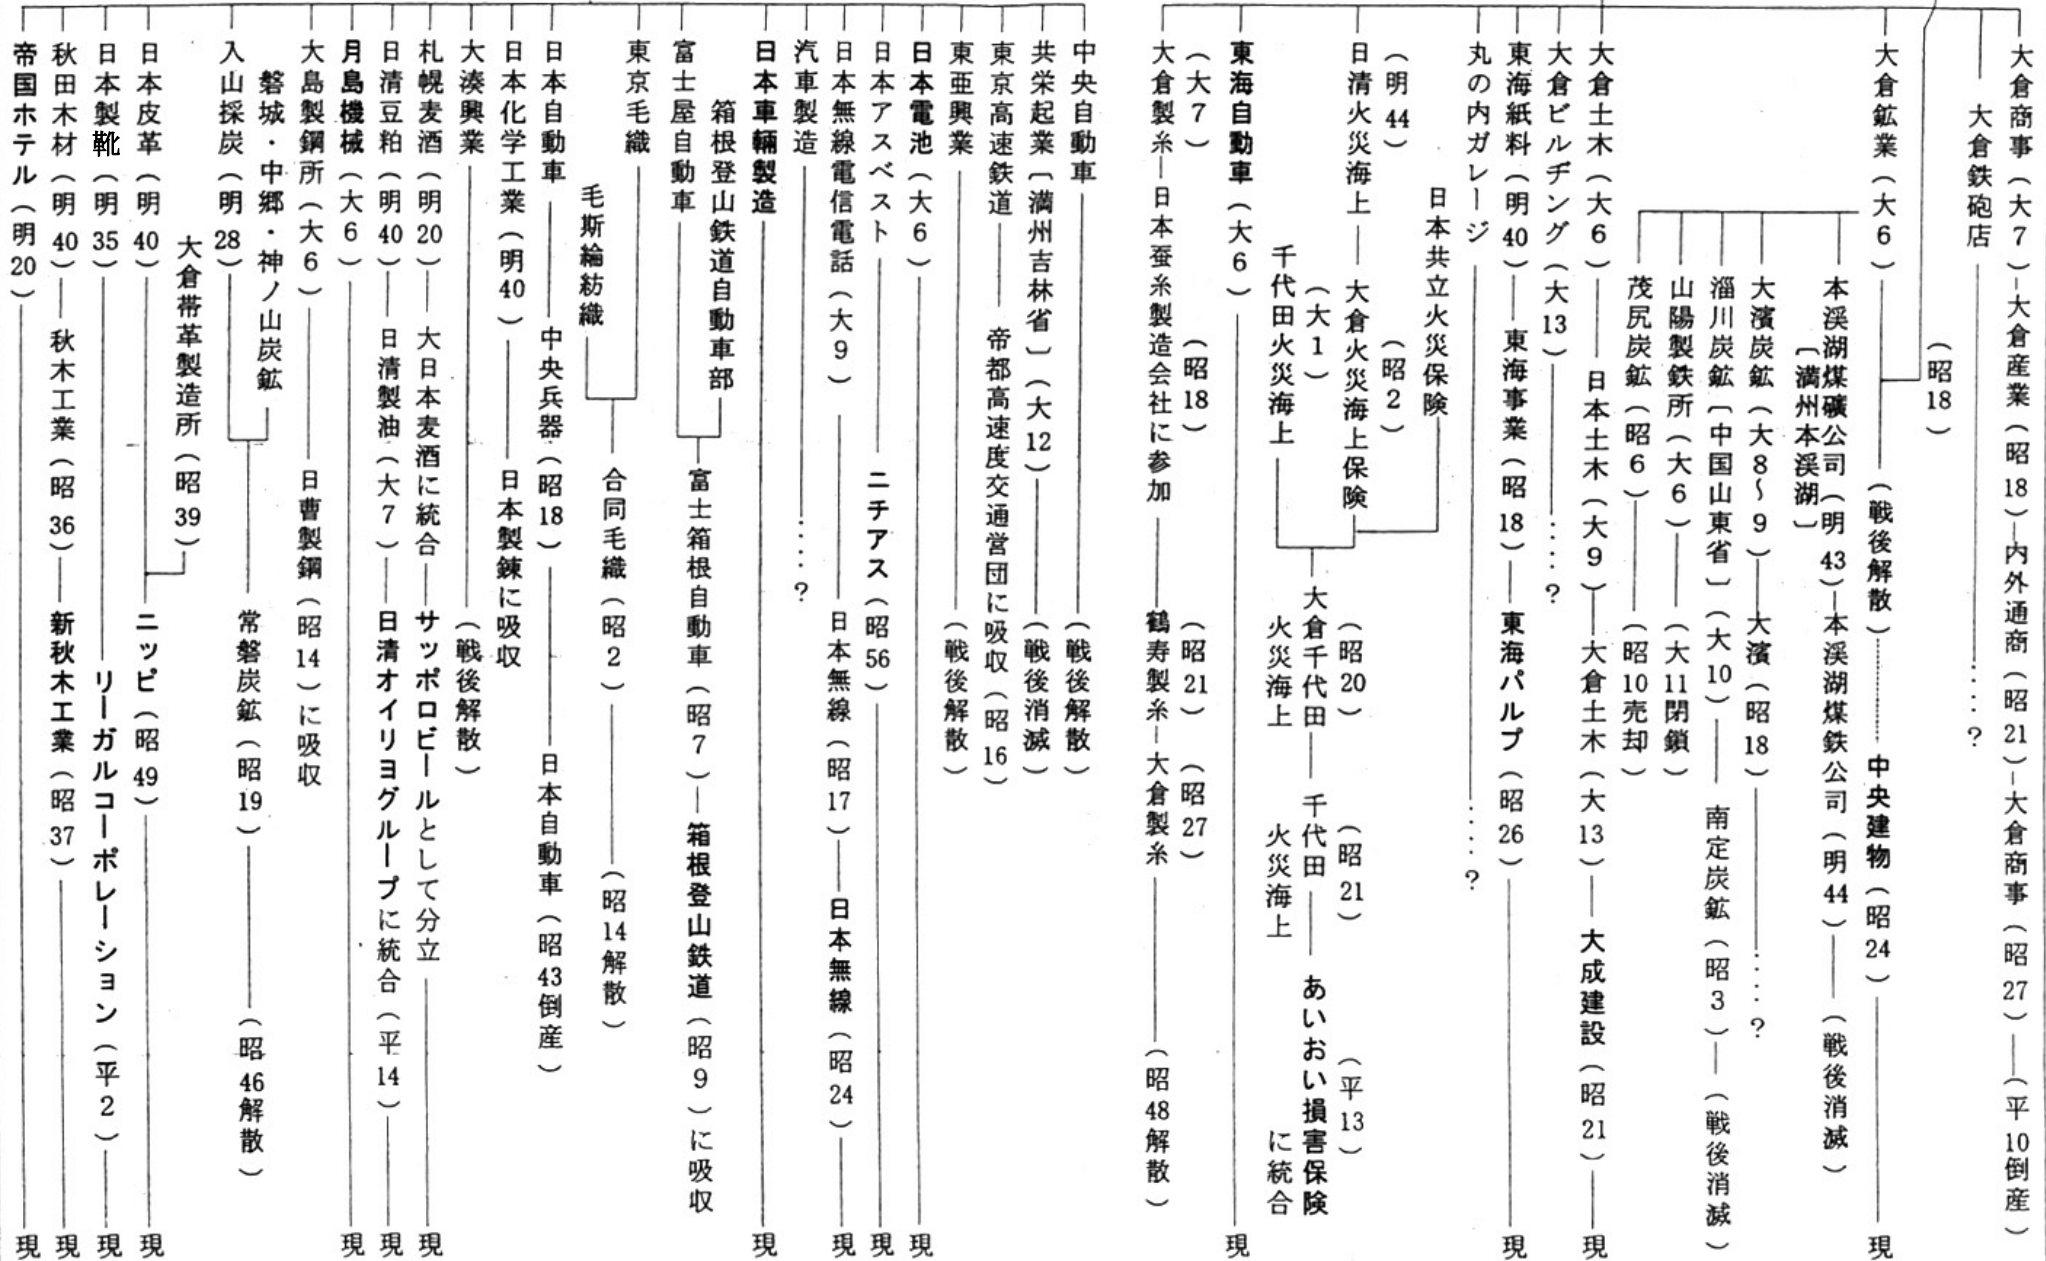 大倉商事（大7）―大倉産業（昭18）―内外通商（昭21）―大倉商事（昭27）――（平10倒産）
大倉鉄砲店……？
（昭18）
大倉鉱業（大6）（戦後解散）………中央建物（昭24）現
本渓湖煤礦公司（明43）―本渓湖煤鉄公司（明44）――（戦後消滅）
〔満州本渓湖〕
大濱炭鉱（大8〜9）―大濱（昭18）……？
淄川炭鉱〔中国山東省〕（大10）――南定炭鉱（昭3）―（戦後消滅）
山陽製鉄所（大6）――（大11閉鎖）
茂尻炭鉱（昭6）――（昭10売却）
大倉土木（大6）――日本土木（大9）―大倉土木（大13）――大成建設（昭21）――現
大倉ビルヂング（大13）……？
東海紙料（明40）――東海事業（昭18）―東海パルプ（昭26）――現
丸の内ガレージ……？
日本共立火災保険
（明44）（昭2）
日清火災海上――大倉火災海上保険
（大1）
千代田火災海上
（昭20）（昭21）（平13）
大倉千代田火災海上――千代田火災海上――あいおい損害保険に統合
東海自動車（大6）――現
（大7）（昭18）（昭21）（昭27）
大倉製糸―日本蚕糸製造会社に参加――鶴寿製糸―大倉製糸――（昭48解散）
中央自動車――（戦後解散）
共栄起業〔満州吉林省〕（大12）――（戦後消滅）
東京高速鉄道――帝都高速度交通営団に吸収（昭16）
東亜興業――（戦後解散）
日本電池（大6）――現
日本アスベスト――ニチアス（昭56）――現
日本無線電信電話（大9）――日本無線（昭17）――日本無線（昭24）――現
汽車製造……？
日本車輛製造――現
箱根登山鉄道自動車部
富士屋自動車
富士箱根自動車（昭7）―箱根登山鉄道（昭9）に吸収
東京毛織
毛斯綸紡織
合同毛織（昭2）――（昭14解散）
日本自動車――中央兵器（昭18）――日本自動車（昭43倒産）
日本化学工業（明40）――日本製錬に吸収
大湊興業――（戦後解散）
札幌麦酒（明20）―大日本麦酒に統合―サッポロビールとして分立――現
日清豆粕（明40）―日清製油（大7）―日清オイリヨグループに統合（平14）――現
月島機械（大6）――現
大島製鋼所（大6）――日曹製鋼（昭14）に吸収
磐城・中郷・神ノ山炭鉱
入山採炭（明28）
常磐炭鉱（昭19）――（昭46解散）
大倉帯革製造所（昭39）
日本皮革（明40）――ニッピ（昭49）――現
日本製靴（明35）――リーガルコーポレーション（平2）――現
秋田木材（明40）―秋木工業（昭36）―新秋木工業（昭37）――現
帝国ホテル（明20）――現